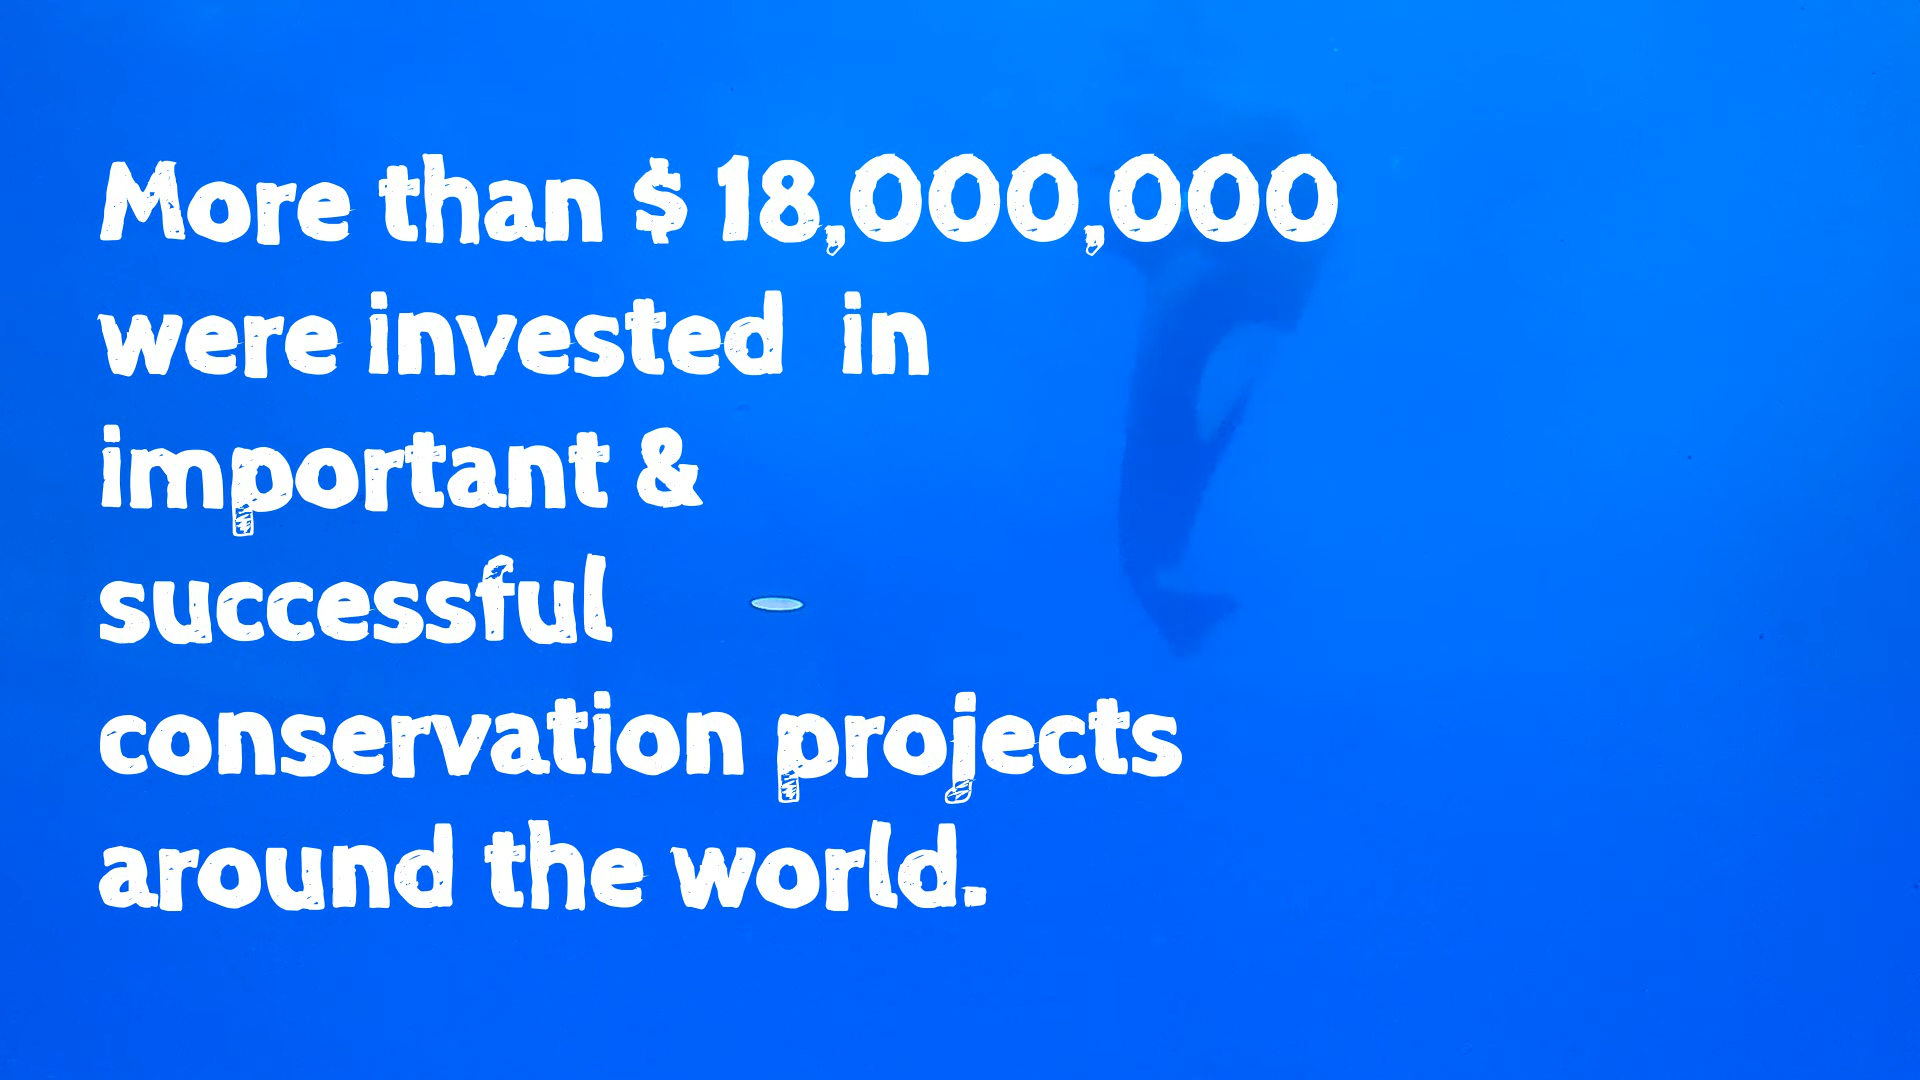 More than $ 18,000,000
were invested  in
important &
successful
conservation projects
around the world.